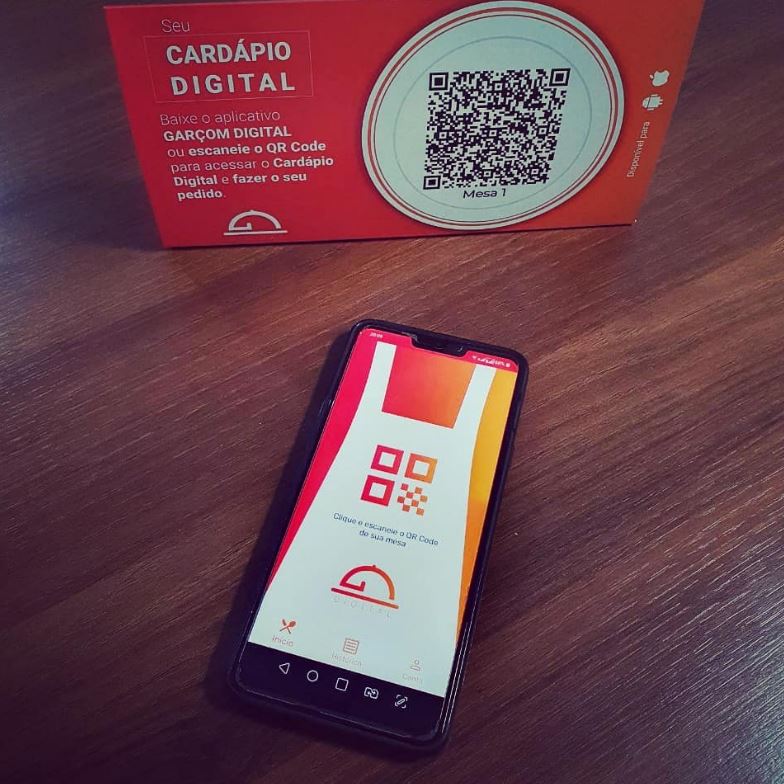 Seu
CARDÁPIO
DIGITAL
Baixe o aplicativo
GARÇOM DIGITAL
ou escaneie o QR Code
para acessar o Cardápio
Digital e fazer o seu
pedido.
Mesa 1
Disponível para
Clique e escaneie o QR Code
de sua mesa
DIGITAL
Início
Histórico
Conta